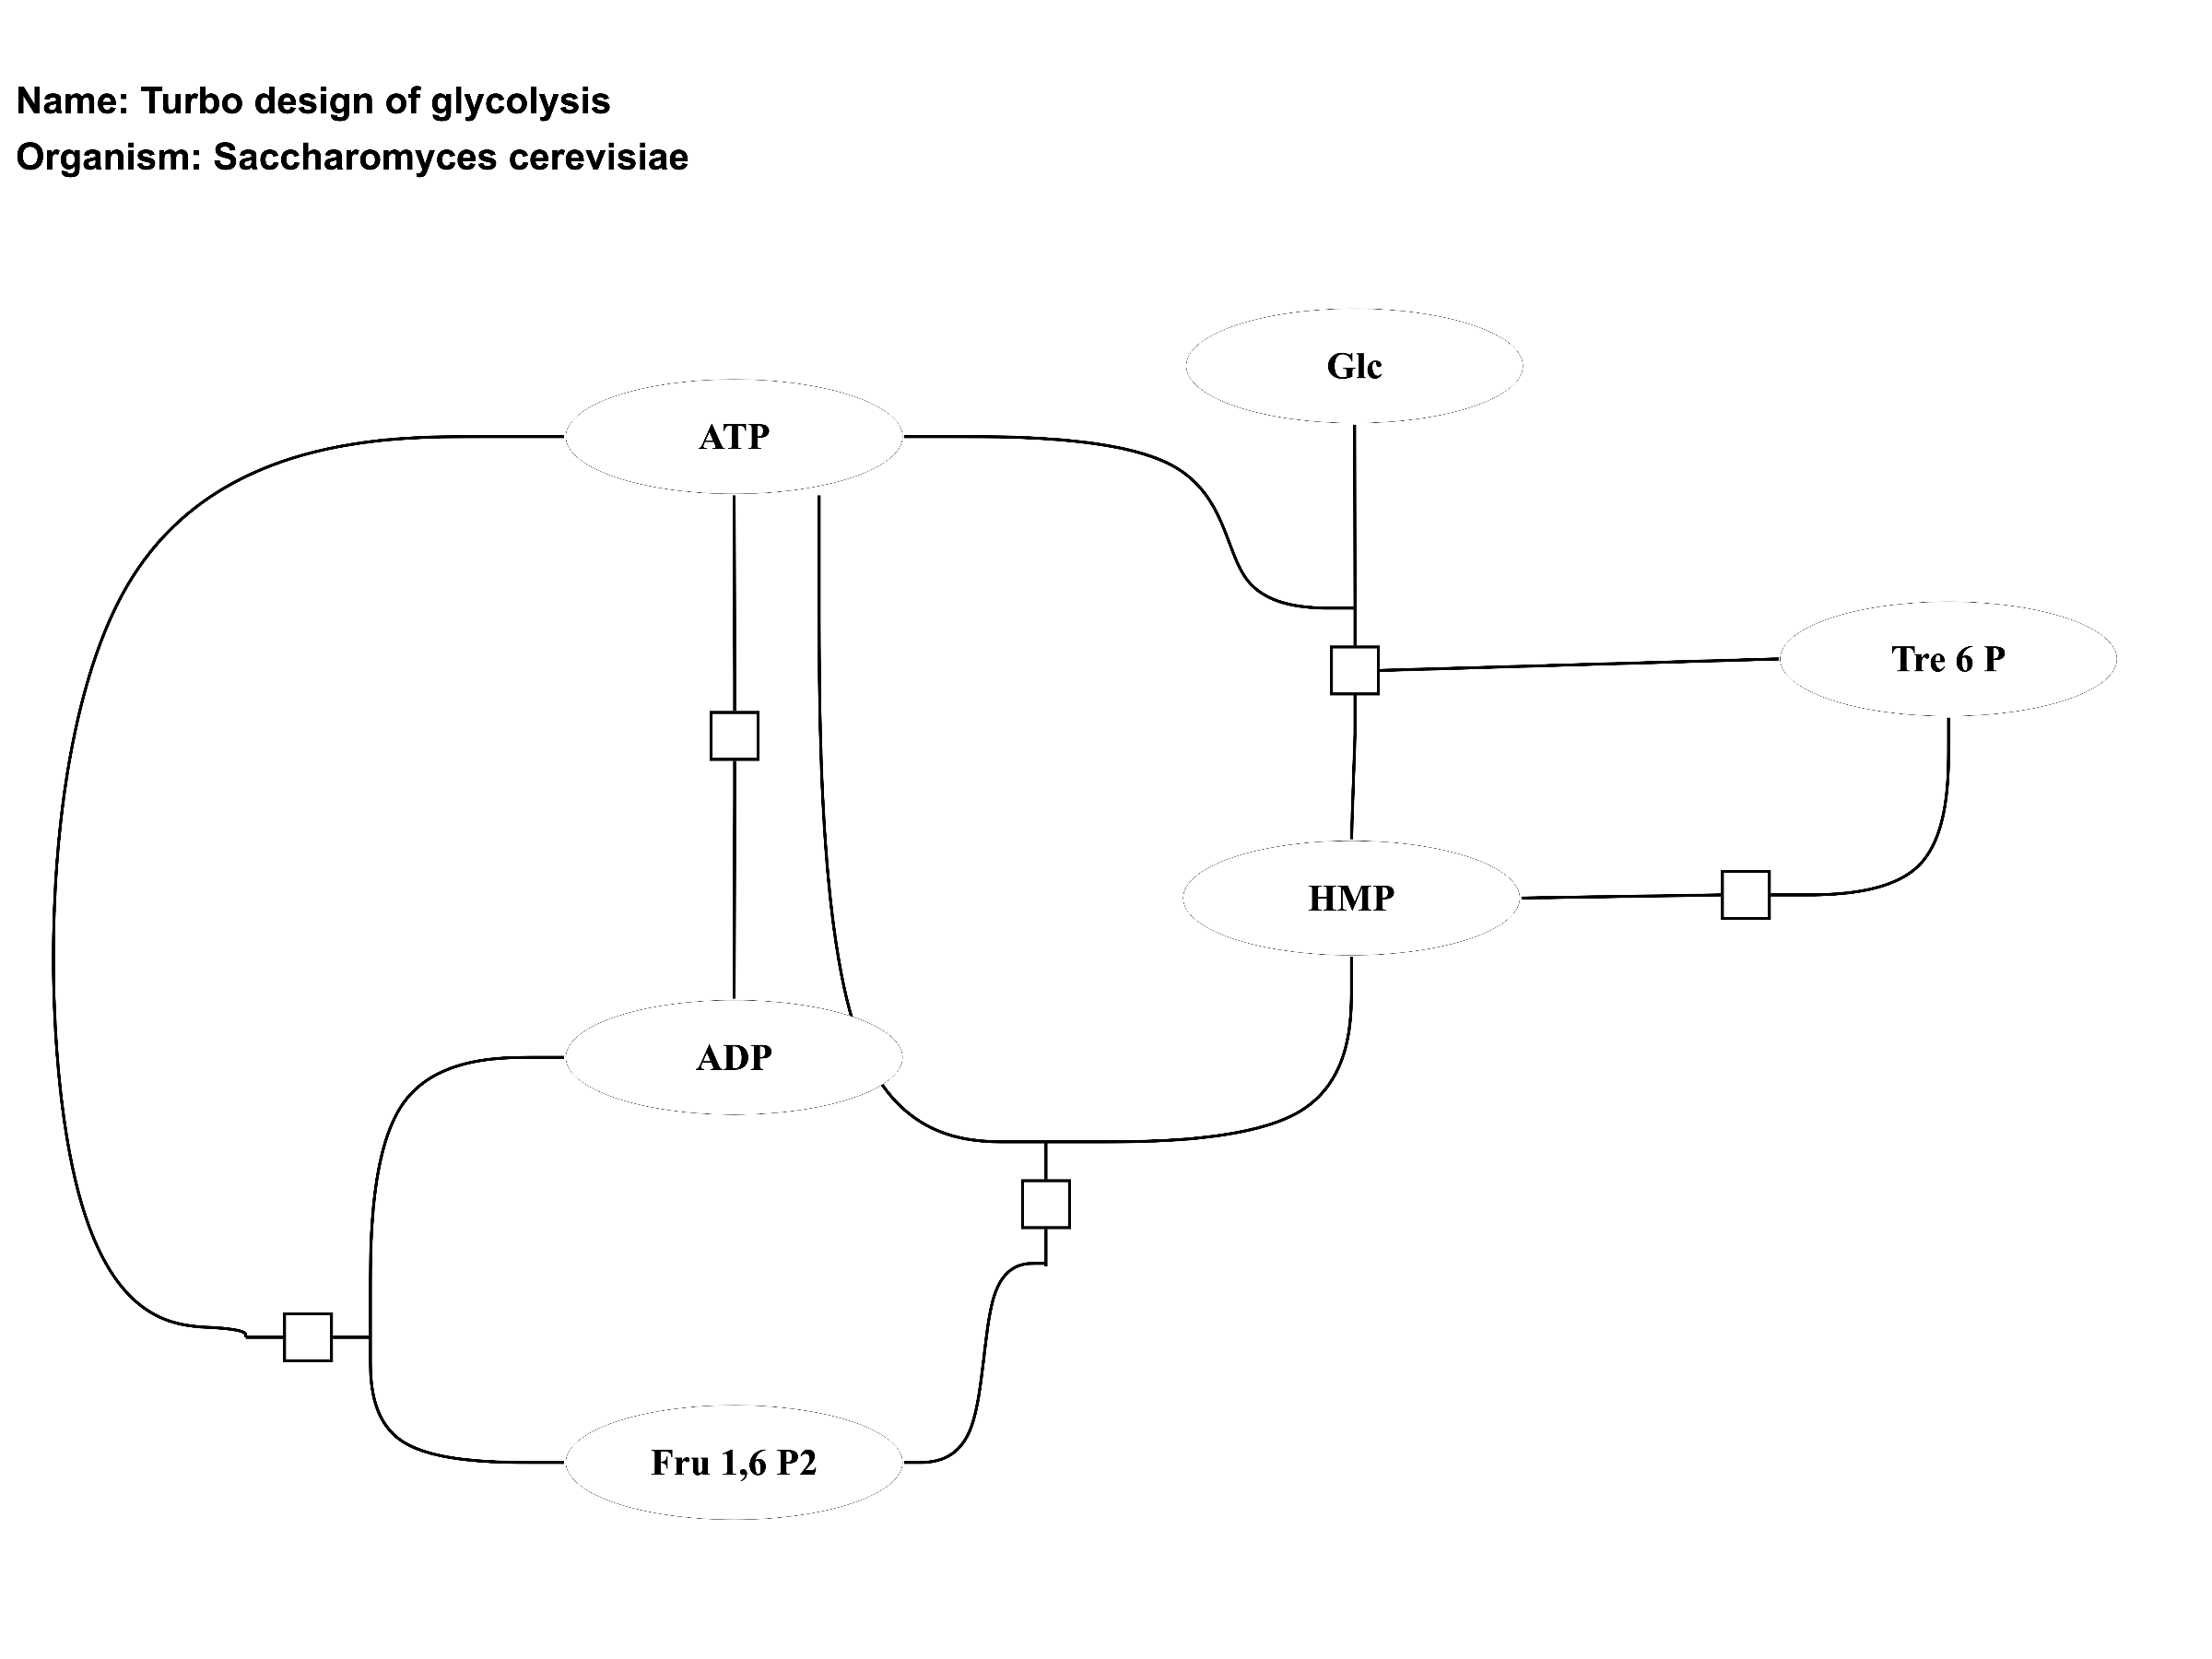 Name: Turbo design of glycolysis
Organism: Saccharomyces cerevisiae
Glc
ATP
Tre 6 P
HMP
ADP
Fru 1,6 P2